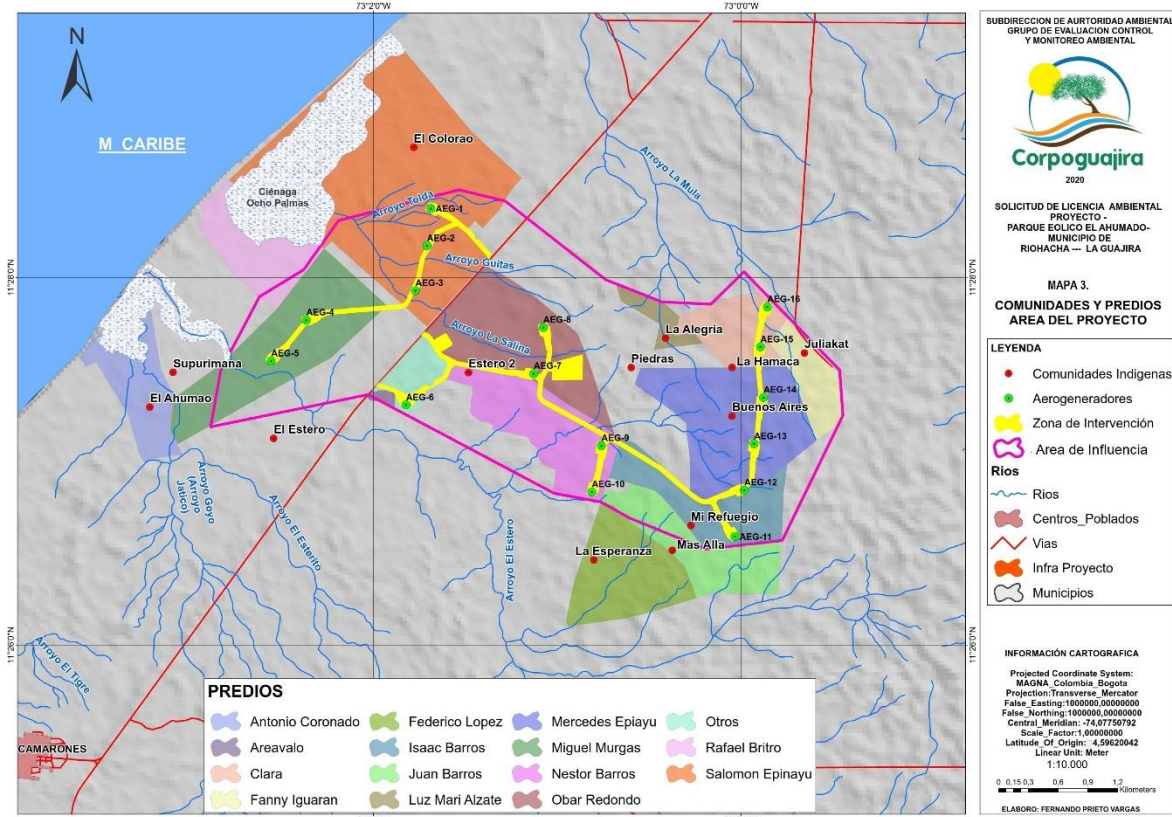 73°2'0"W
73°0'0"W
N
M CARIBE
Ciénaga
Ocho Palmas
El Colorao
Arroyo La Mula
Arroyo Tolda
AEG-1
AEG-2
Arroyo Guitas
11°28'0"N
11°28'0"N
AEG-3
AEG-16
AEG-4
AEG-8
Arroyo La Salina
La Alegria
AEG-15
Juliakat
AEG-5
Supurimana
Estero 2
AEG-7
Piedras
La Hamaca
El Ahumao
AEG-6
AEG-14
Buenos Aires
El Estero
AEG-9
AEG-13
Arroyo Goyo
(Arroyo
Jatico)
AEG-10
AEG-12
Arroyo El Esterito
Arroyo El Estero
Mi Refuegio
AEG-11
La Esperanza
Mas Alla
11°26'0"N
11°26'0"N
Arroyo El Tigre
CAMARONES
PREDIOS
Antonio Coronado
Areavalo
Clara
Fanny Iguaran
Federico Lopez
Isaac Barros
Juan Barros
Luz Mari Alzate
Mercedes Epiayu
Miguel Murgas
Nestor Barros
Obar Redondo
Otros
Rafael Britro
Salomon Epinayu
SUBDIRECCION DE AURTORIDAD AMBIENTAL
GRUPO DE EVALUACION CONTROL
Y MONITOREO AMBIENTAL
Corpoguajira
2020
SOLICITUD DE LICENCIA AMBIENTAL
PROYECTO -
PARQUE EOLICO EL AHUMADO-
MUNICIPIO DE
RIOHACHA --- LA GUAJIRA
MAPA 3.
COMUNIDADES Y PREDIOS
AREA DEL PROYECTO
LEYENDA
Comunidades Indigenas
Aerogeneradores
Zona de Intervención
Area de Influencia
Rios
Rios
Centros_Poblados
Vias
Infra Proyecto
Municipios
INFORMACIÓN CARTOGRAFICA
Projected Coordinate System:
MAGNA_Colombia_Bogota
Projection:Transverse_Mercator
False_Easting:1000000,00000000
False_Northing:1000000,00000000
Central_Meridian: -74,07750792
Scale_Factor:1,00000000
Latitude_Of_Origin: 4,59620042
Linear Unit: Meter
1:10.000
0 0,15 0,3 0,6 0,9 1,2
Kilometers
ELABORO: FERNANDO PRIETO VARGAS